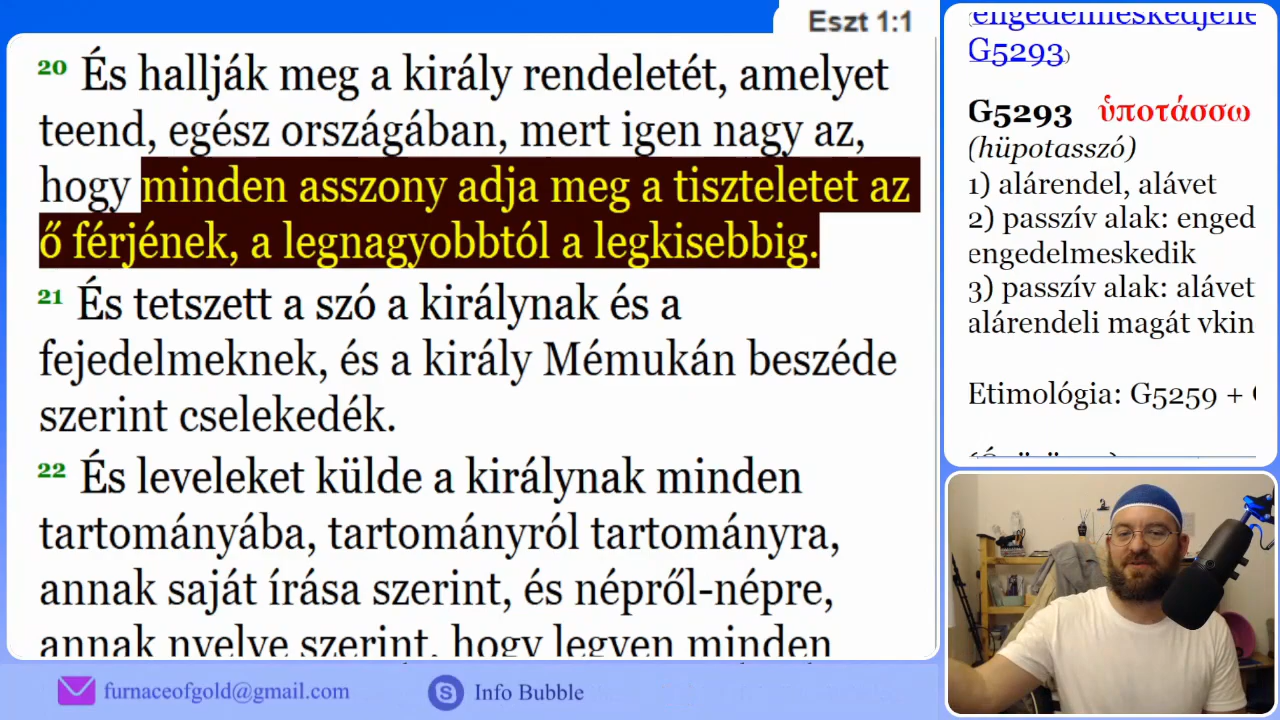 Eszt 1:1
20 És hallják meg a király rendeletét, amelyet
teend, egész országában, mert igen nagy az,
hogy minden asszony adja meg a tiszteletet az
ő férjének, a legnagyobbtól a legkisebbig.
21 És tetszett a szó a királynak és a
fejedelmeknek, és a király Mémukán beszéde
szerint cselekedék.
22 És leveleket külde a királynak minden
tartományába, tartományról tartományra,
annak saját írása szerint, és népről-népre,
annak nyelve szerint, hogy legyen minden
engedelmeskedjene
G5293)
G5293 ὑποτάσσω
(hüpotasszó)
1) alárendel, alávet
2) passzív alak: enged
engedelmeskedik
3) passzív alak: alávet
alárendeli magát vkin
Etimológia: G5259 +
furnaceofgold@gmail.com
S Info Bubble